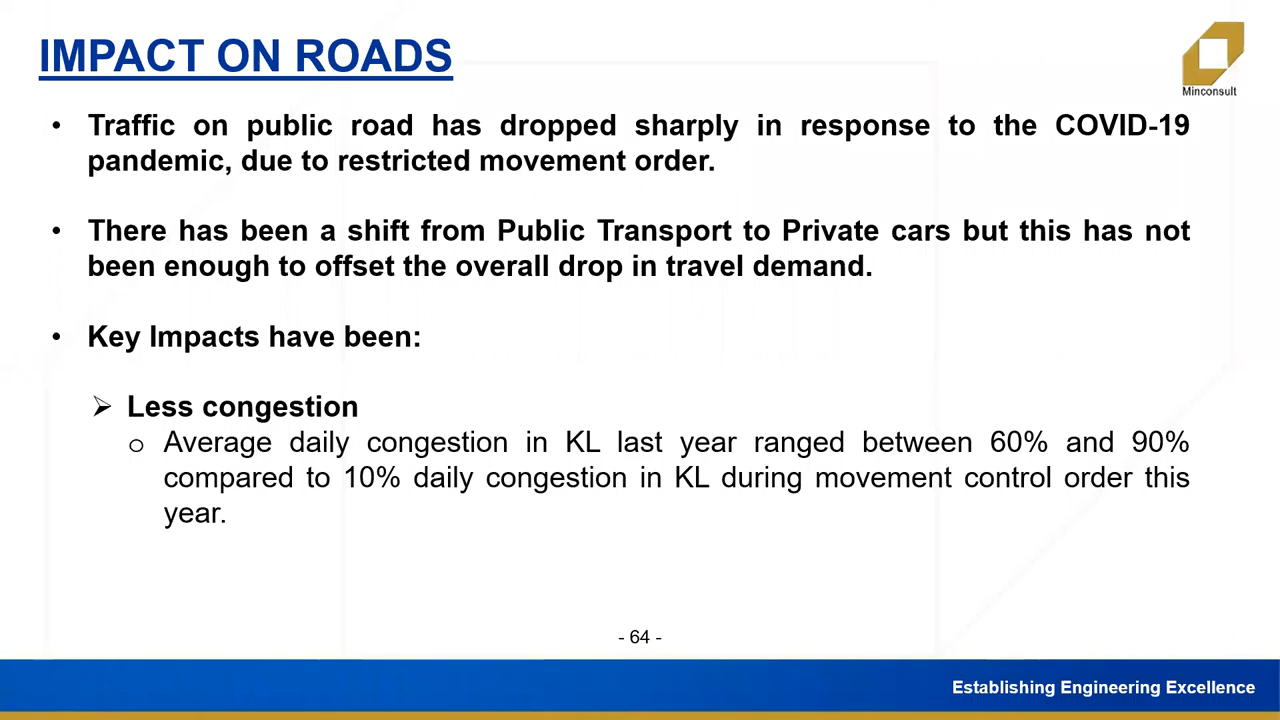 IMPACT ON ROADS
Minconsult
• Traffic on public road has dropped sharply in response to the COVID-19
pandemic, due to restricted movement order.
• There has been a shift from Public Transport to Private cars but this has not
been enough to offset the overall drop in travel demand.
• Key Impacts have been:
➢ Less congestion
o Average daily congestion in KL last year ranged between 60% and 90%
compared to 10% daily congestion in KL during movement control order this
year.
- 64 -
Establishing Engineering Excellence